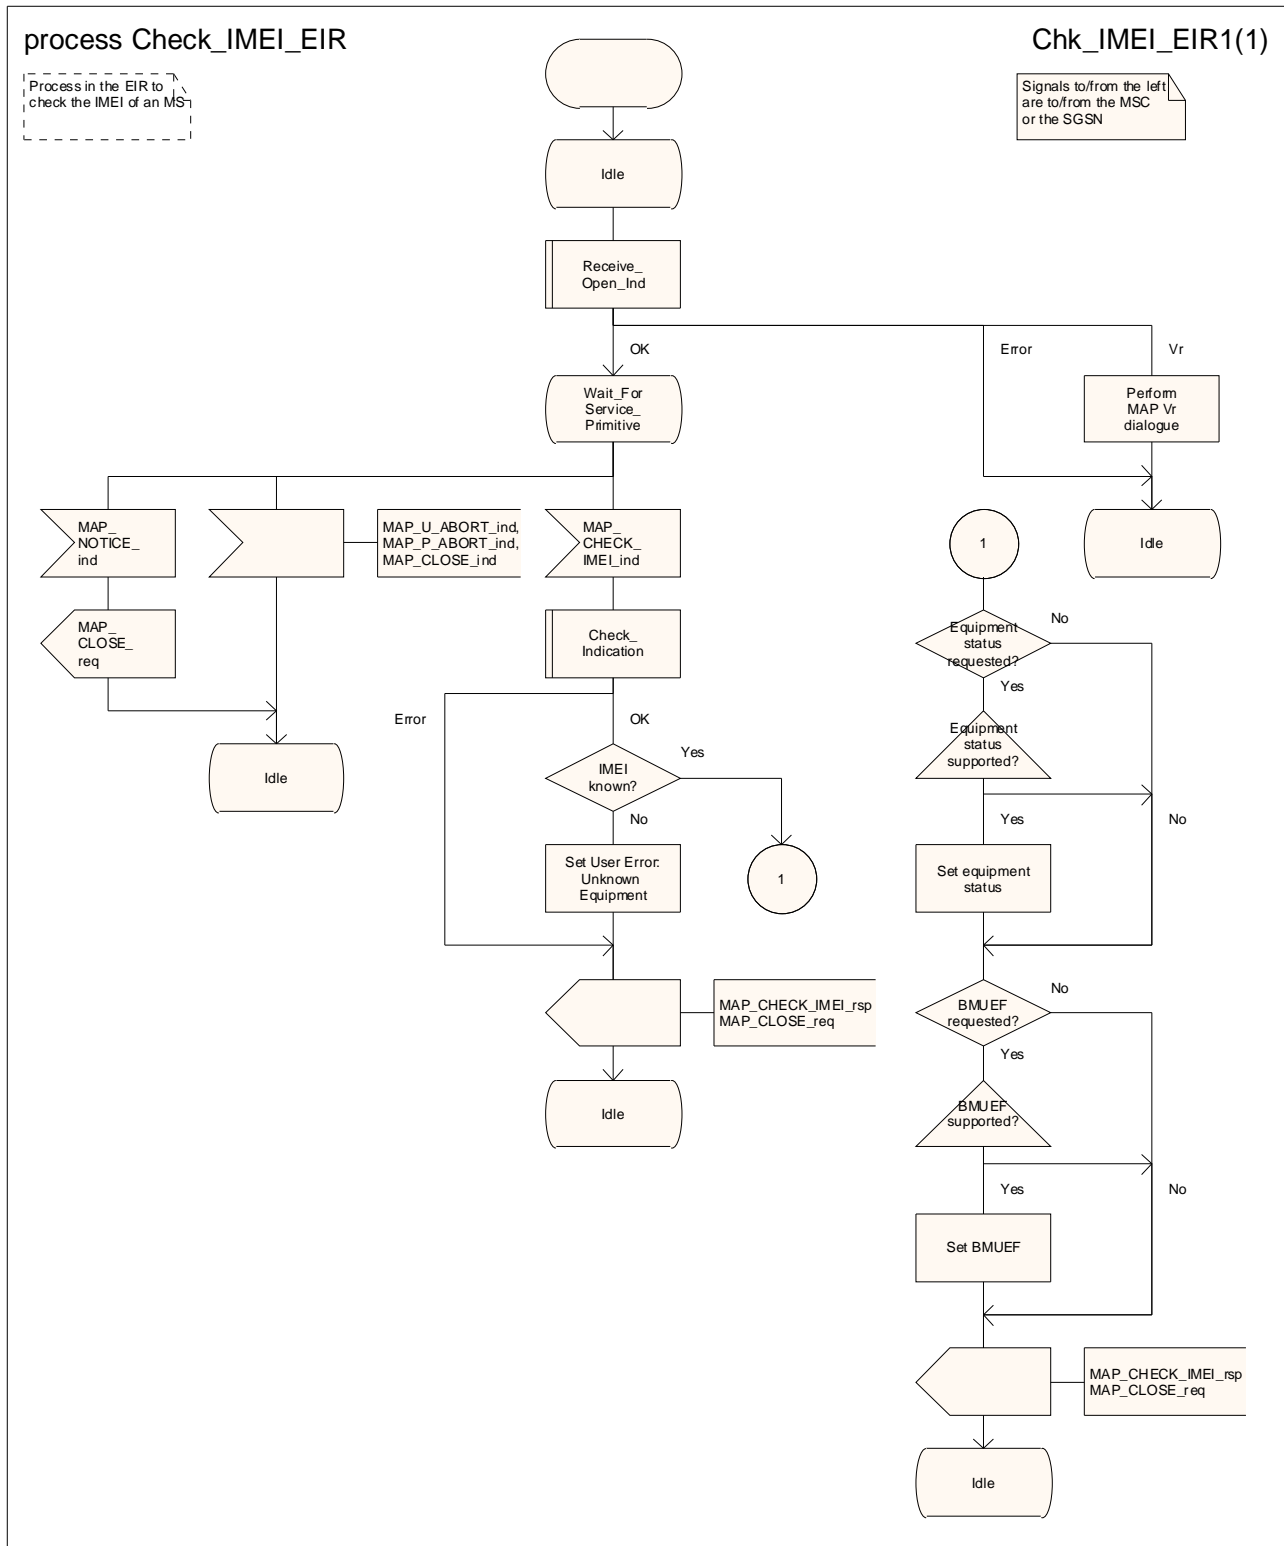 process Check_IMEI_EIR
Chk_IMEI_EIR1(1)
Process in the EIR to
check the IMEI of an MS
Signals to/from the left
are to/from the MSC
or the SGSN
Idle
Receive_
Open_Ind
OK
Error
Vr
Wait_For
Service_
Primitive
Perform
MAP Vr
dialogue
MAP_
NOTICE_
ind
MAP_U_ABORT_ind,
MAP_P_ABORT_ind,
MAP_CLOSE_ind
MAP_
CHECK_
IMEI_ind
1
Idle
MAP_
CLOSE_
req
Check_
Indication
Equipment
status
requested?
No
Yes
Error
OK
Idle
IMEI
known?
Yes
No
Equipment
status
supported?
Yes
No
Set User Error:
Unknown
Equipment
1
Set equipment
status
MAP_CHECK_IMEI_rsp
MAP_CLOSE_req
BMUEF
requested?
No
Yes
Idle
BMUEF
supported?
Yes
No
Set BMUEF
MAP_CHECK_IMEI_rsp
MAP_CLOSE_req
Idle